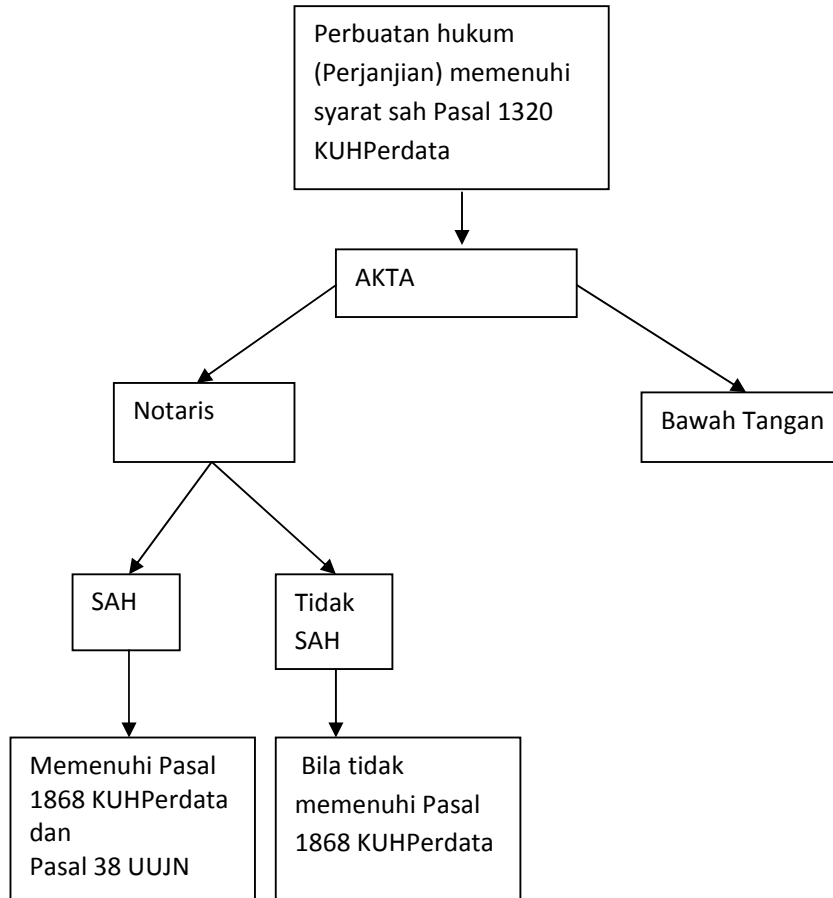 Perbuatan hukum
(Perjanjian) memenuhi
syarat sah Pasal 1320
KUHPerdata
AKTA
Notaris
Bawah Tangan
SAH
Tidak
SAH
Memenuhi Pasal
1868 KUHPerdata
dan
Pasal 38 UUJN
Bila tidak
memenuhi Pasal
1868 KUHPerdata